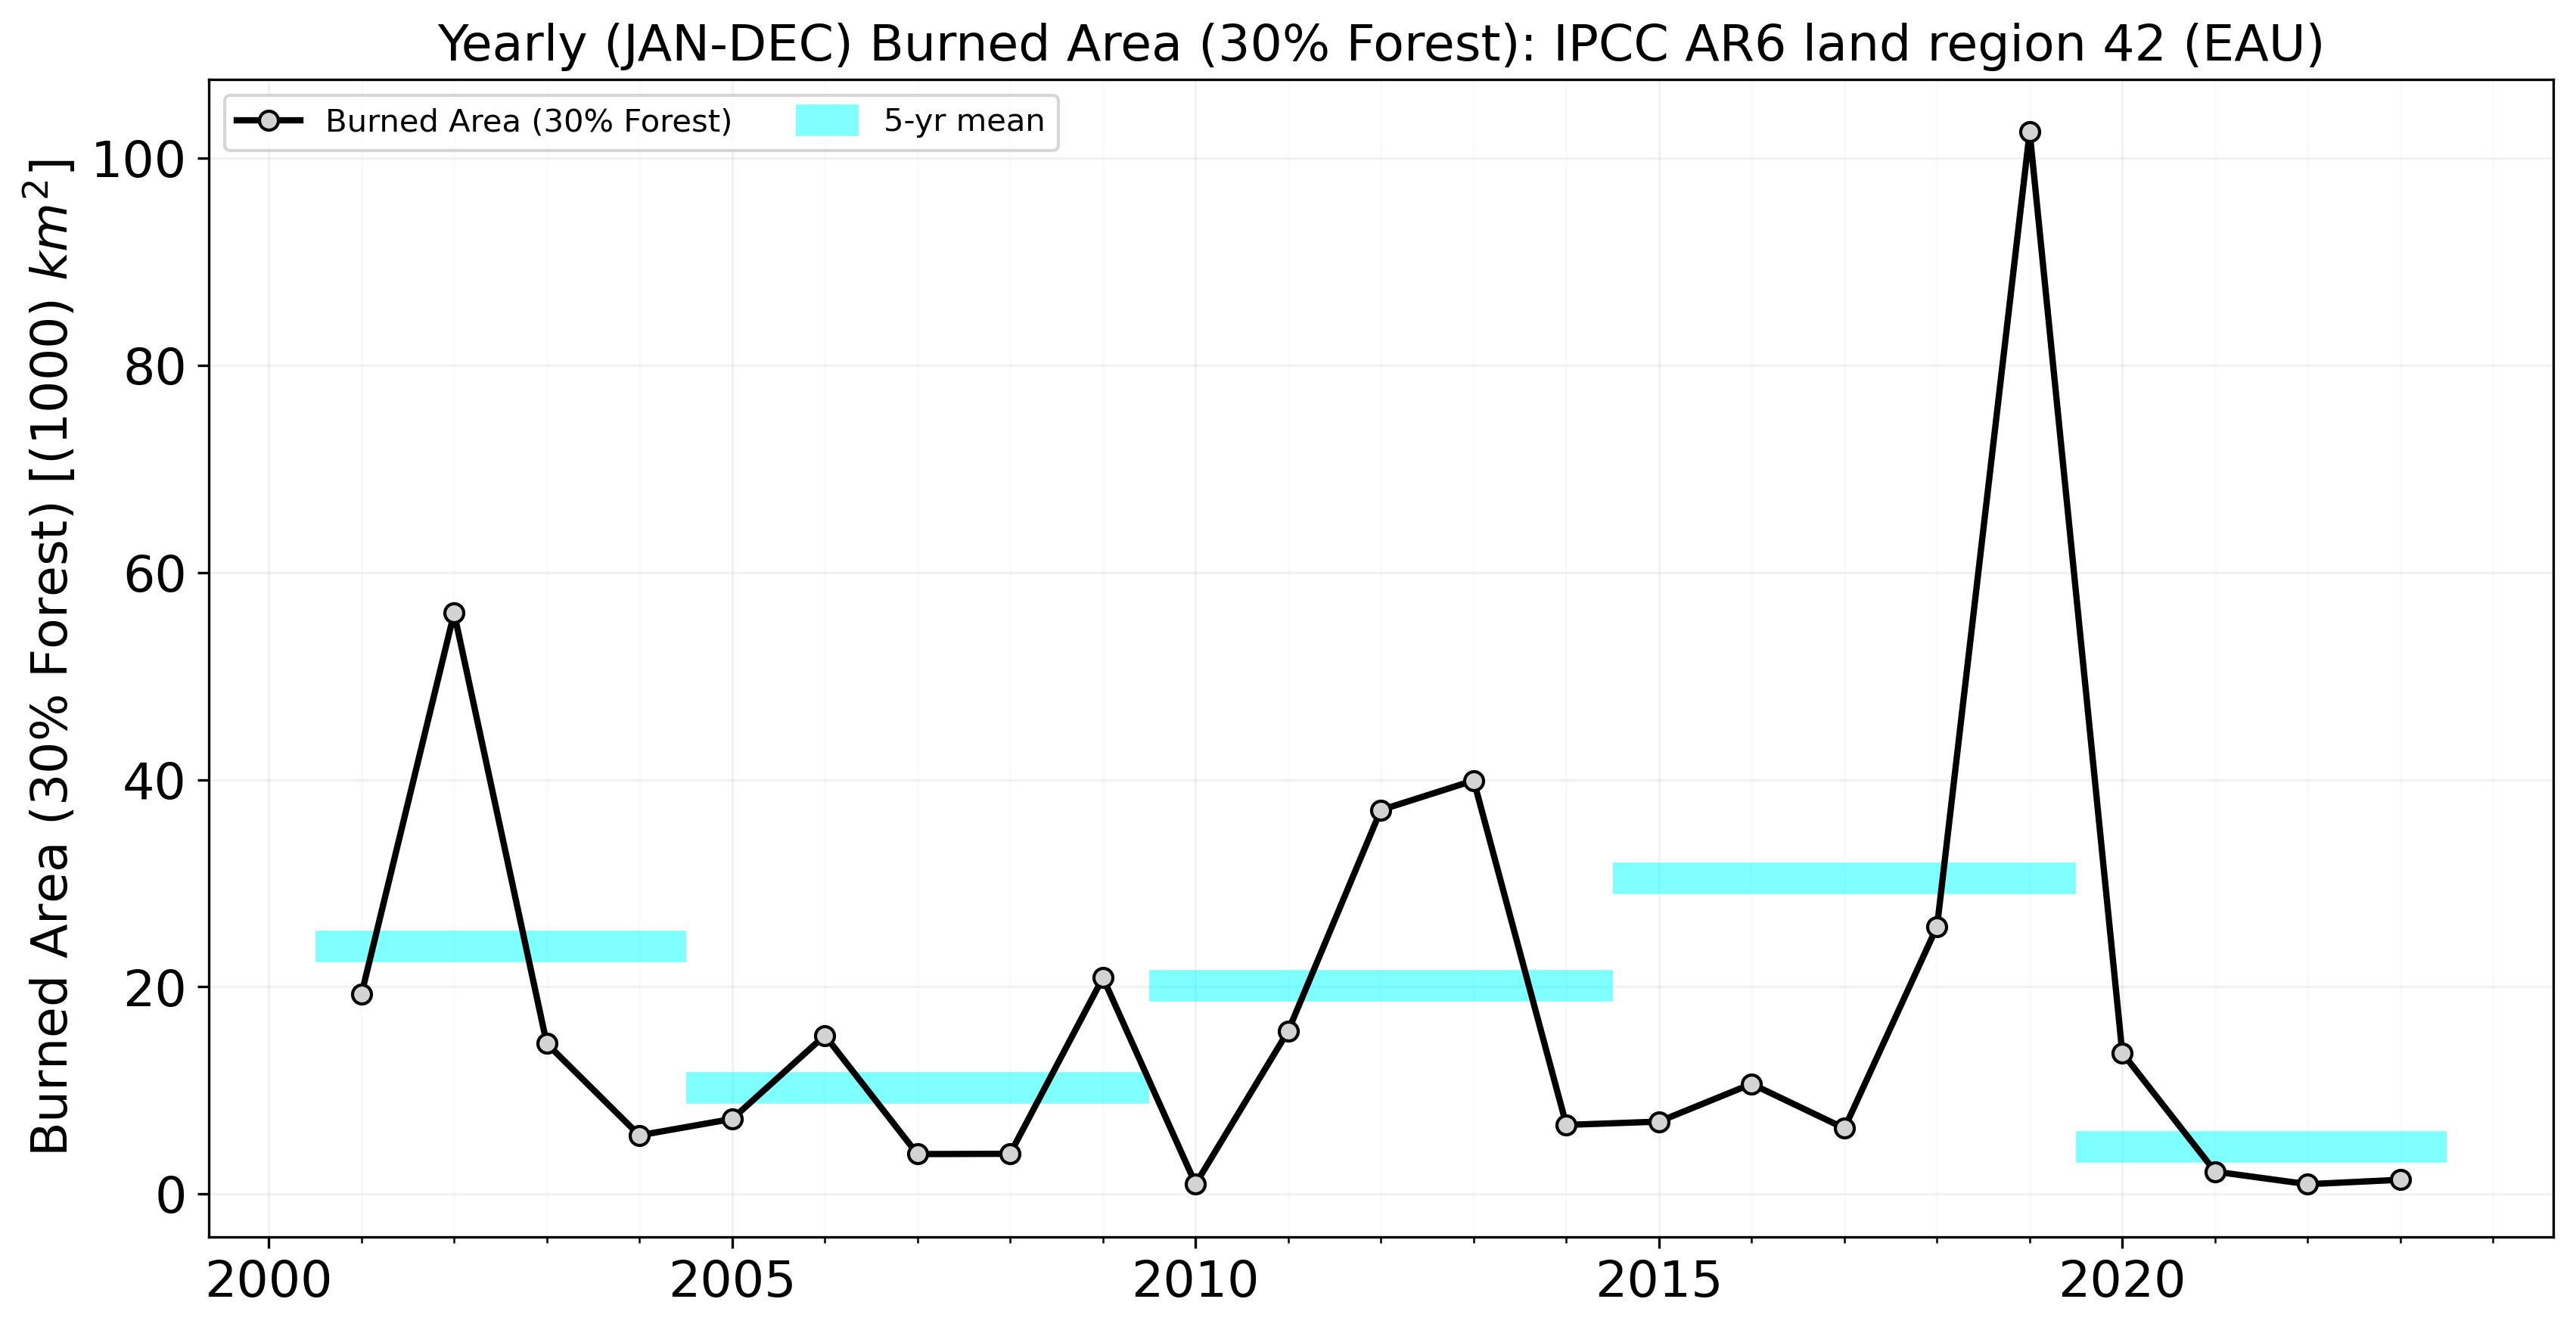 Yearly (JAN-DEC) Burned Area (30% Forest): IPCC AR6 land region 42 (EAU)
Burned Area (30% Forest)
5-yr mean
Burned Area (30% Forest) [(1000) km²]
100
80
60
40
20
0
2000
2005
2010
2015
2020